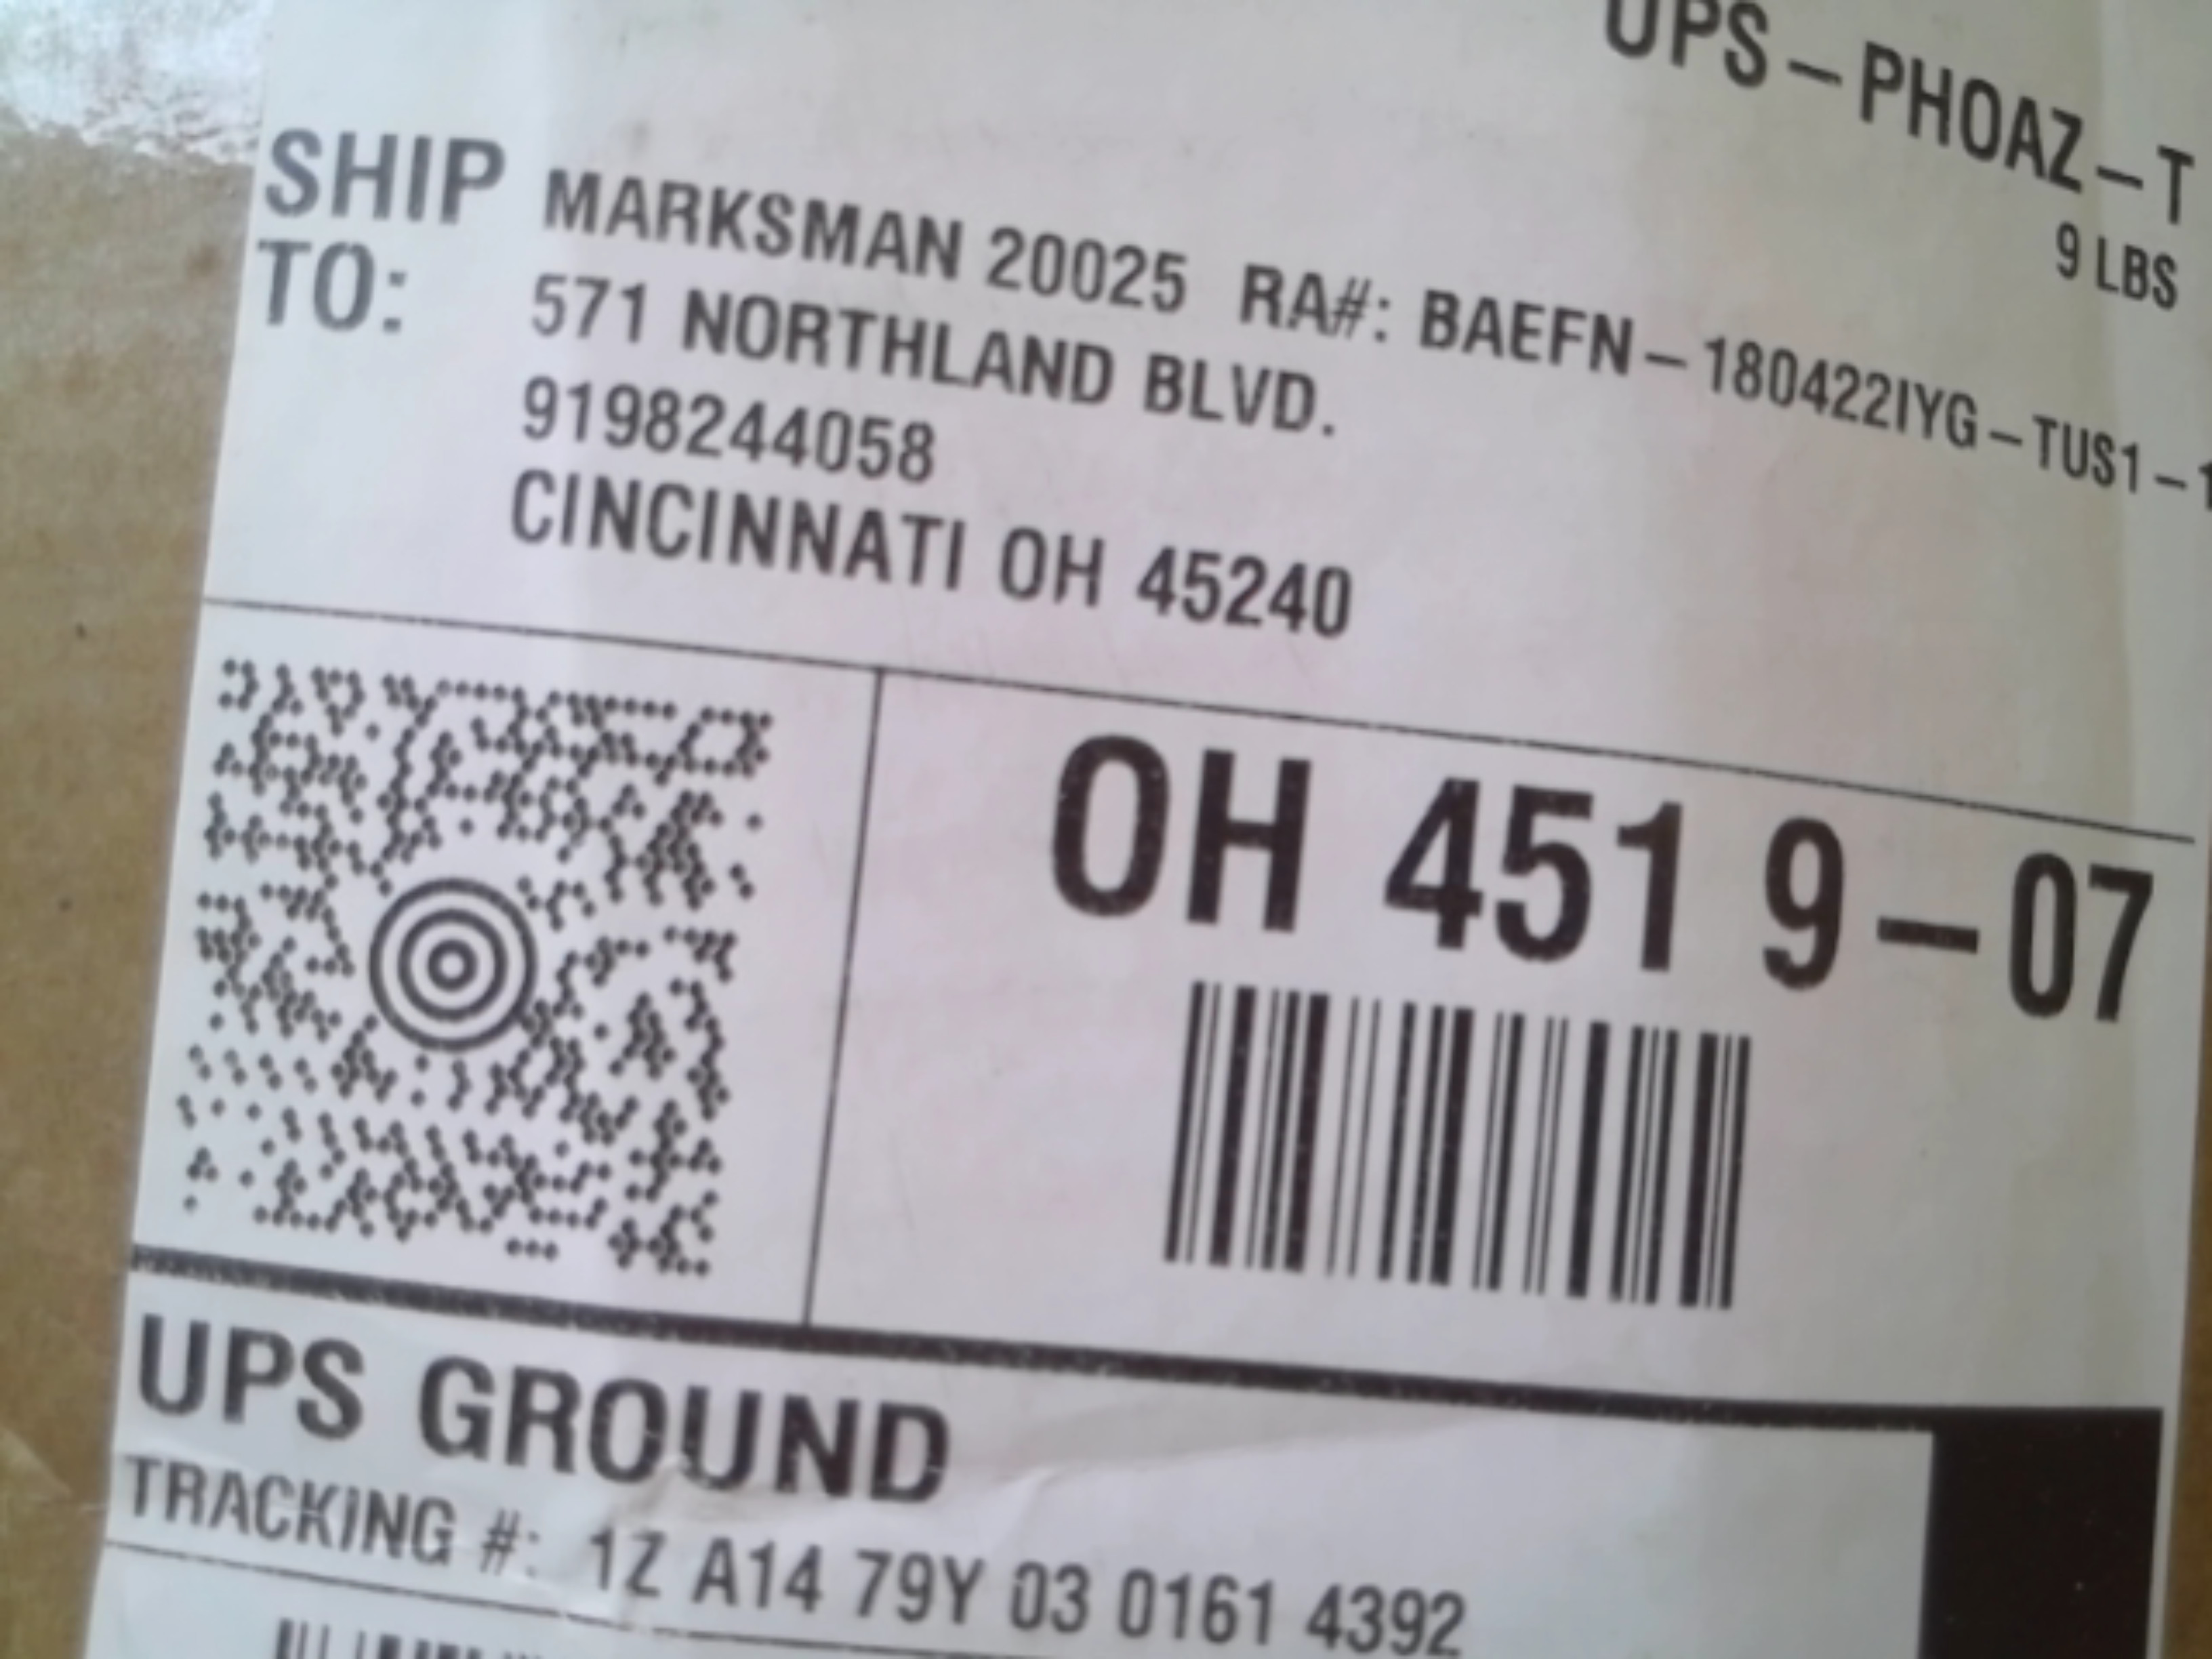 UPS – PHOAZ – T
9 LBS
SHIP TO:
MARKSMAN 20025 RA#: BAEFN – 180422IYG – TUS1 – 1
571 NORTHLAND BLVD.
9198244058
CINCINNATI OH 45240
OH 451 9 – 07
UPS GROUND
TRACKING #: 1Z A14 79Y 03 0161 4392